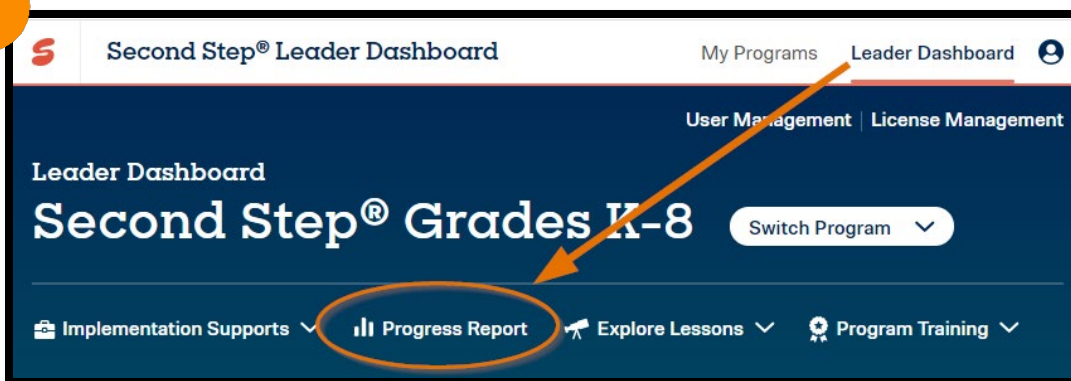 Second Step® Leader Dashboard My Programs Leader Dashboard
User Management | License Management
Leader Dashboard
Second Step® Grades K-8 Switch Program
Implementation Supports Progress Report Explore Lessons Program Training